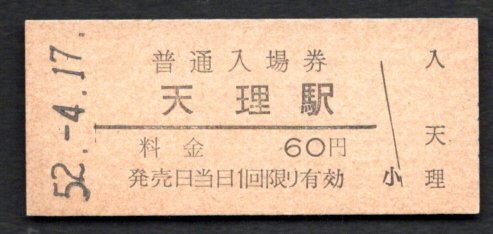 52.-4.17.
普通入場券
天理駅
料金 60円
発売日当日1回限り有効
小
入
天
理